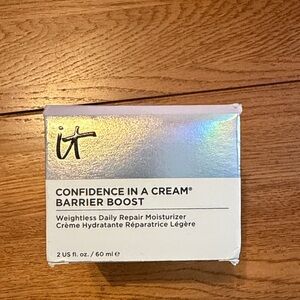 it
CONFIDENCE IN A CREAM®
BARRIER BOOST
Weightless Daily Repair Moisturizer
Crème Hydratante Réparatrice Légère
2 US fl. oz. / 60 ml ℮